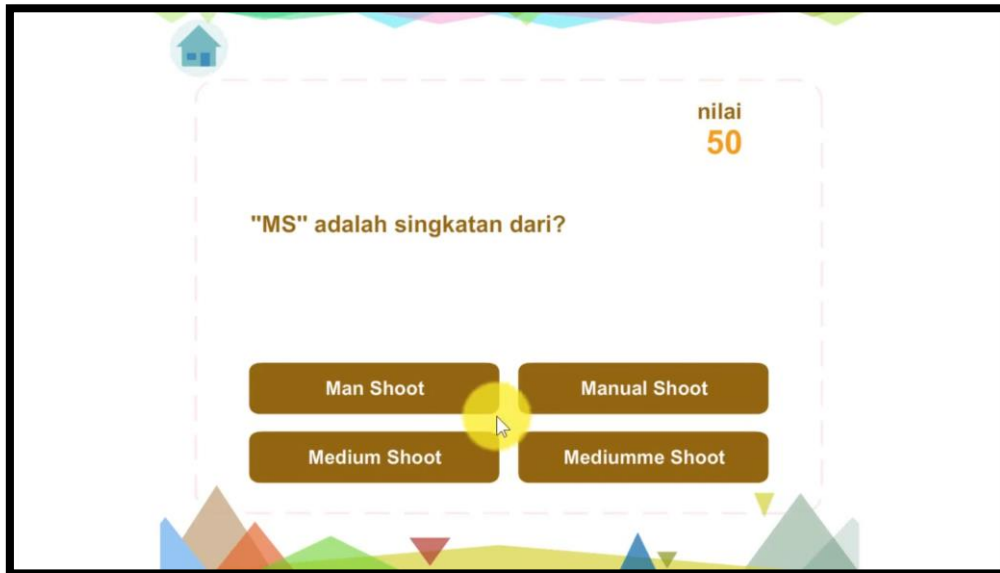 nilai
50
"MS" adalah singkatan dari?
Man Shoot
Manual Shoot
Medium Shoot
Mediumme Shoot